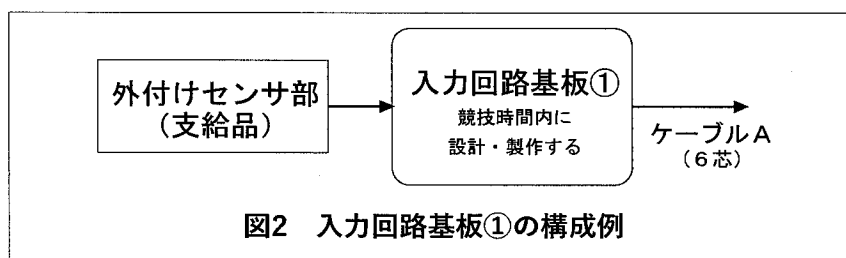 外付けセンサ部
(支給品)
入力回路基板①
競技時間内に
設計・製作する
ケーブルA
(6芯)
図2 入力回路基板①の構成例